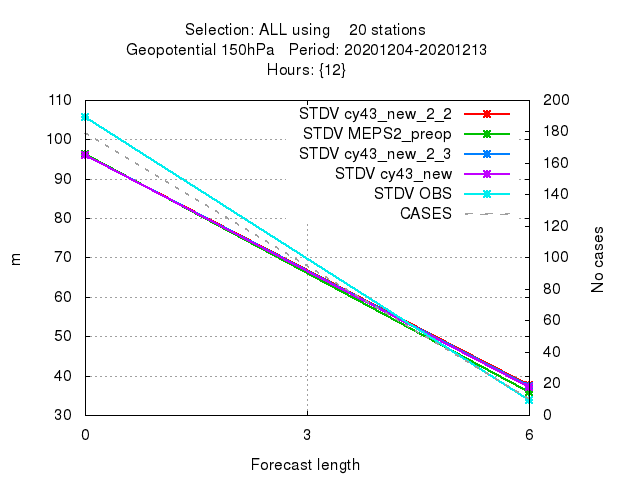 Selection: ALL using 20 stations
Geopotential 150hPa Period: 20201204-20201213
Hours: {12}
110
100
90
80
70
60
50
40
30
200
180
160
140
120
100
80
60
40
20
0
STDV cy43_new_2_2
STDV MEPS2_preop
STDV cy43_new_2_3
STDV cy43_new
STDV OBS
CASES
m
No cases
0 3 6
Forecast length